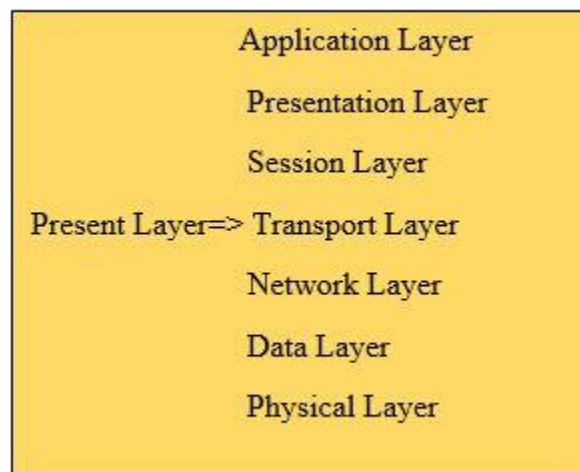 Application Layer
Presentation Layer
Session Layer
Present Layer=> Transport Layer
Network Layer
Data Layer
Physical Layer